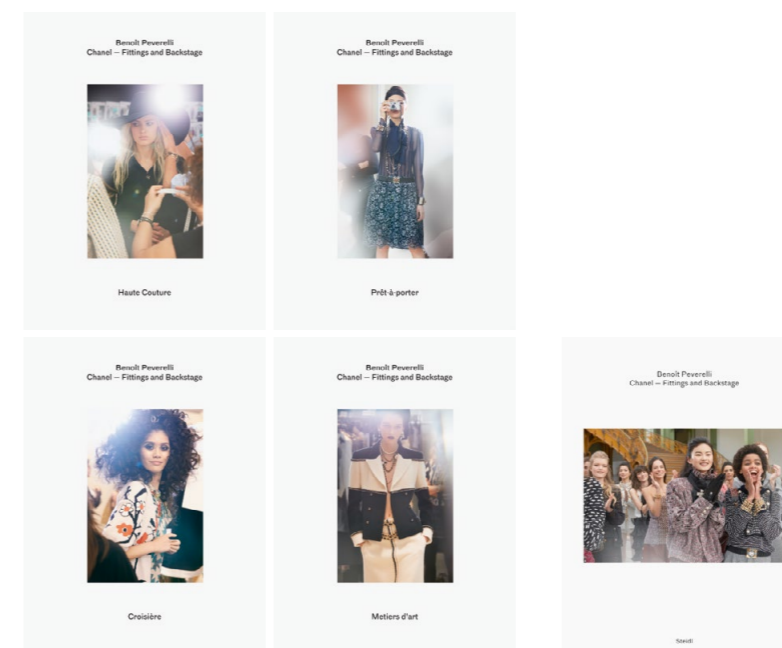 Benoît Peverelli
Chanel — Fittings and Backstage
Haute Couture
Benoît Peverelli
Chanel — Fittings and Backstage
Prêt-à-porter
Benoît Peverelli
Chanel — Fittings and Backstage
Croisière
Benoît Peverelli
Chanel — Fittings and Backstage
Metiers d'art
Benoît Peverelli
Chanel — Fittings and Backstage
Steidl